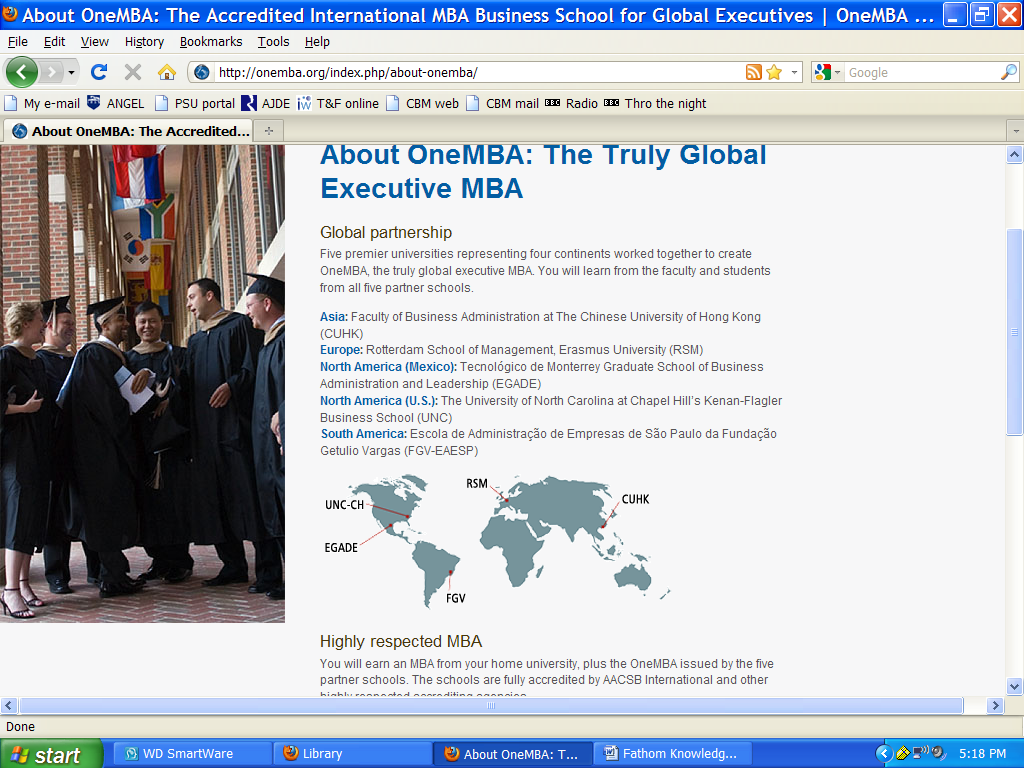 About OneMBA: The Accredited International MBA Business School for Global Executives | OneMBA ...
File Edit View History Bookmarks Tools Help
http://onemba.org/index.php/about-onemba/
Google
My e-mail ANGEL PSU portal AJDE T&F online CBM web CBM mail BBC Radio BBC Thro the night
About OneMBA: The Accredited...
About OneMBA: The Truly Global
Executive MBA
Global partnership
Five premier universities representing four continents worked together to create
OneMBA, the truly global executive MBA. You will learn from the faculty and students
from all five partner schools.
Asia: Faculty of Business Administration at The Chinese University of Hong Kong
(CUHK)
Europe: Rotterdam School of Management, Erasmus University (RSM)
North America (Mexico): Tecnológico de Monterrey Graduate School of Business
Administration and Leadership (EGADE)
North America (U.S.): The University of North Carolina at Chapel Hill's Kenan-Flagler
Business School (UNC)
South America: Escola de Administração de Empresas de São Paulo da Fundação
Getulio Vargas (FGV-EAESP)
RSM
CUHK
UNC-CH
EGADE
FGV
Highly respected MBA
You will earn an MBA from your home university, plus the OneMBA issued by the five
partner schools. The schools are fully accredited by AACSB International and other
highly respected accrediting agencies.
Done
start WD SmartWare Library About OneMBA: T... Fathom Knowledg... 5:18 PM